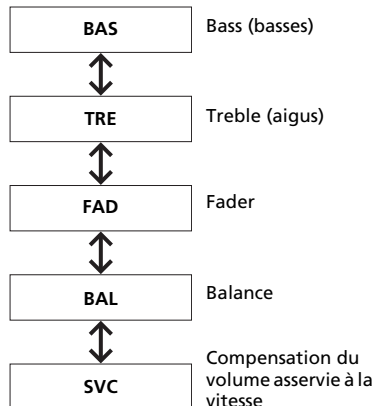 BAS Bass (basses)
TRE Treble (aigus)
FAD Fader
BAL Balance
SVC Compensation du
volume asservie à la
vitesse